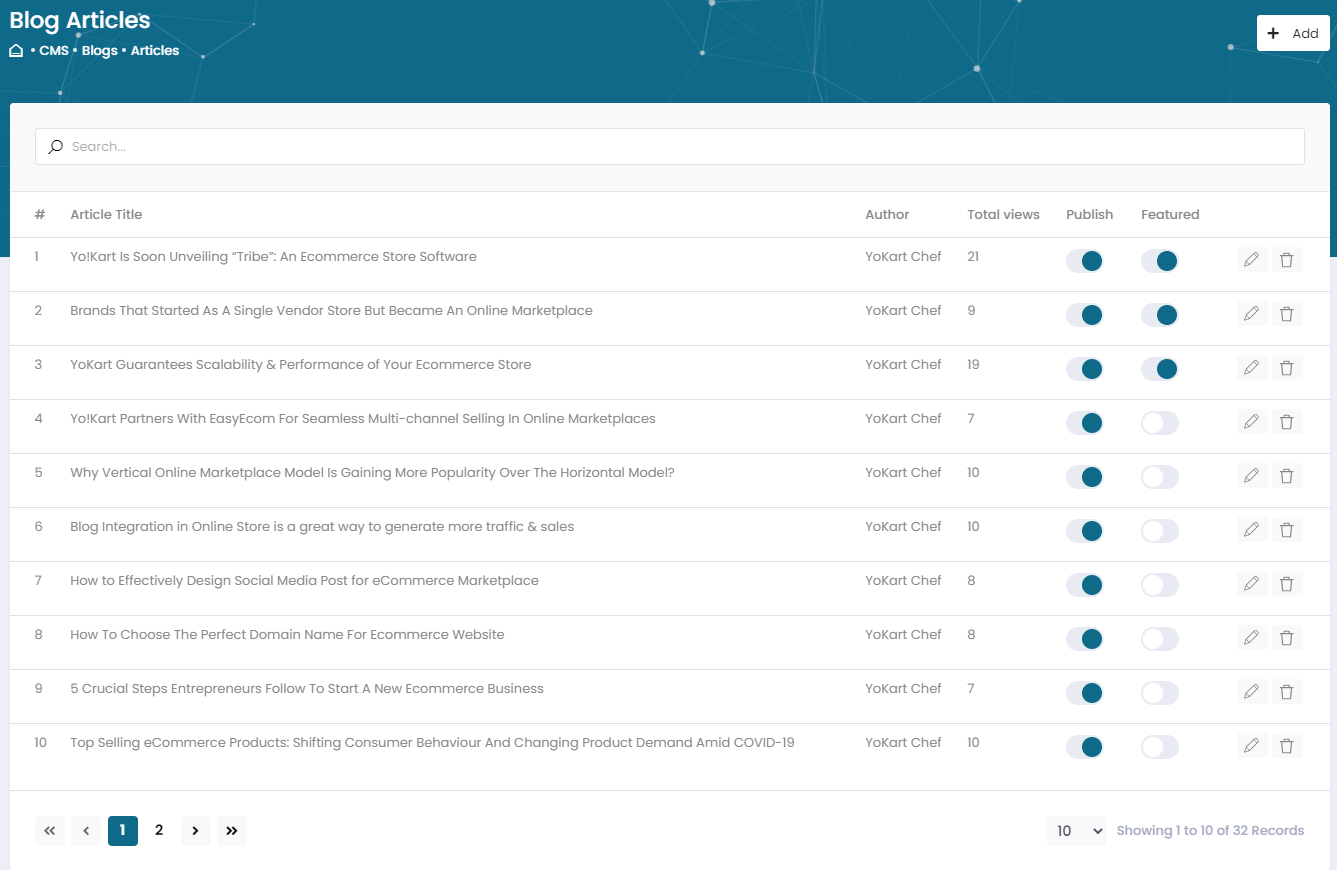 Blog Articles
• CMS • Blogs • Articles
Add
Search...
# Article Title Author Total views Publish Featured
1 Yo!Kart Is Soon Unveiling “Tribe”: An Ecommerce Store Software YoKart Chef 21
2 Brands That Started As A Single Vendor Store But Became An Online Marketplace YoKart Chef 9
3 YoKart Guarantees Scalability & Performance of Your Ecommerce Store YoKart Chef 19
4 Yo!Kart Partners With EasyEcom For Seamless Multi-channel Selling In Online Marketplaces YoKart Chef 7
5 Why Vertical Online Marketplace Model Is Gaining More Popularity Over The Horizontal Model? YoKart Chef 10
6 Blog Integration in Online Store is a great way to generate more traffic & sales YoKart Chef 10
7 How to Effectively Design Social Media Post for eCommerce Marketplace YoKart Chef 8
8 How To Choose The Perfect Domain Name For Ecommerce Website YoKart Chef 8
9 5 Crucial Steps Entrepreneurs Follow To Start A New Ecommerce Business YoKart Chef 7
10 Top Selling eCommerce Products: Shifting Consumer Behaviour And Changing Product Demand Amid COVID-19 YoKart Chef 10
1 2 10 Showing 1 to 10 of 32 Records